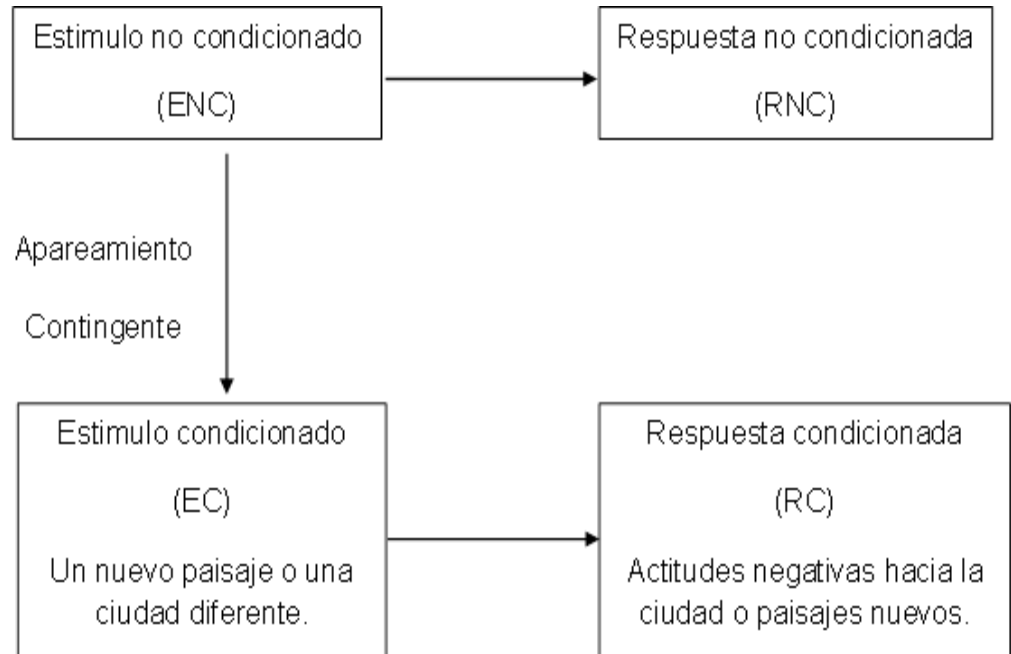 Estimulo no condicionado
(ENC)
Respuesta no condicionada
(RNC)
Apareamiento
Contingente
Estimulo condicionado
(EC)
Un nuevo paisaje o una
ciudad diferente.
Respuesta condicionada
(RC)
Actitudes negativas hacia la
ciudad o paisajes nuevos.